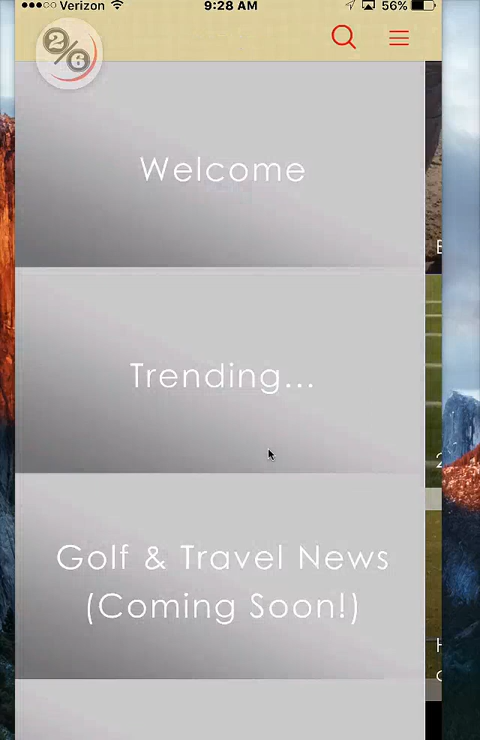 ●●●○○ Verizon 9:28 AM 56%
2/6
Welcome
Trending...
Golf & Travel News
(Coming Soon!)